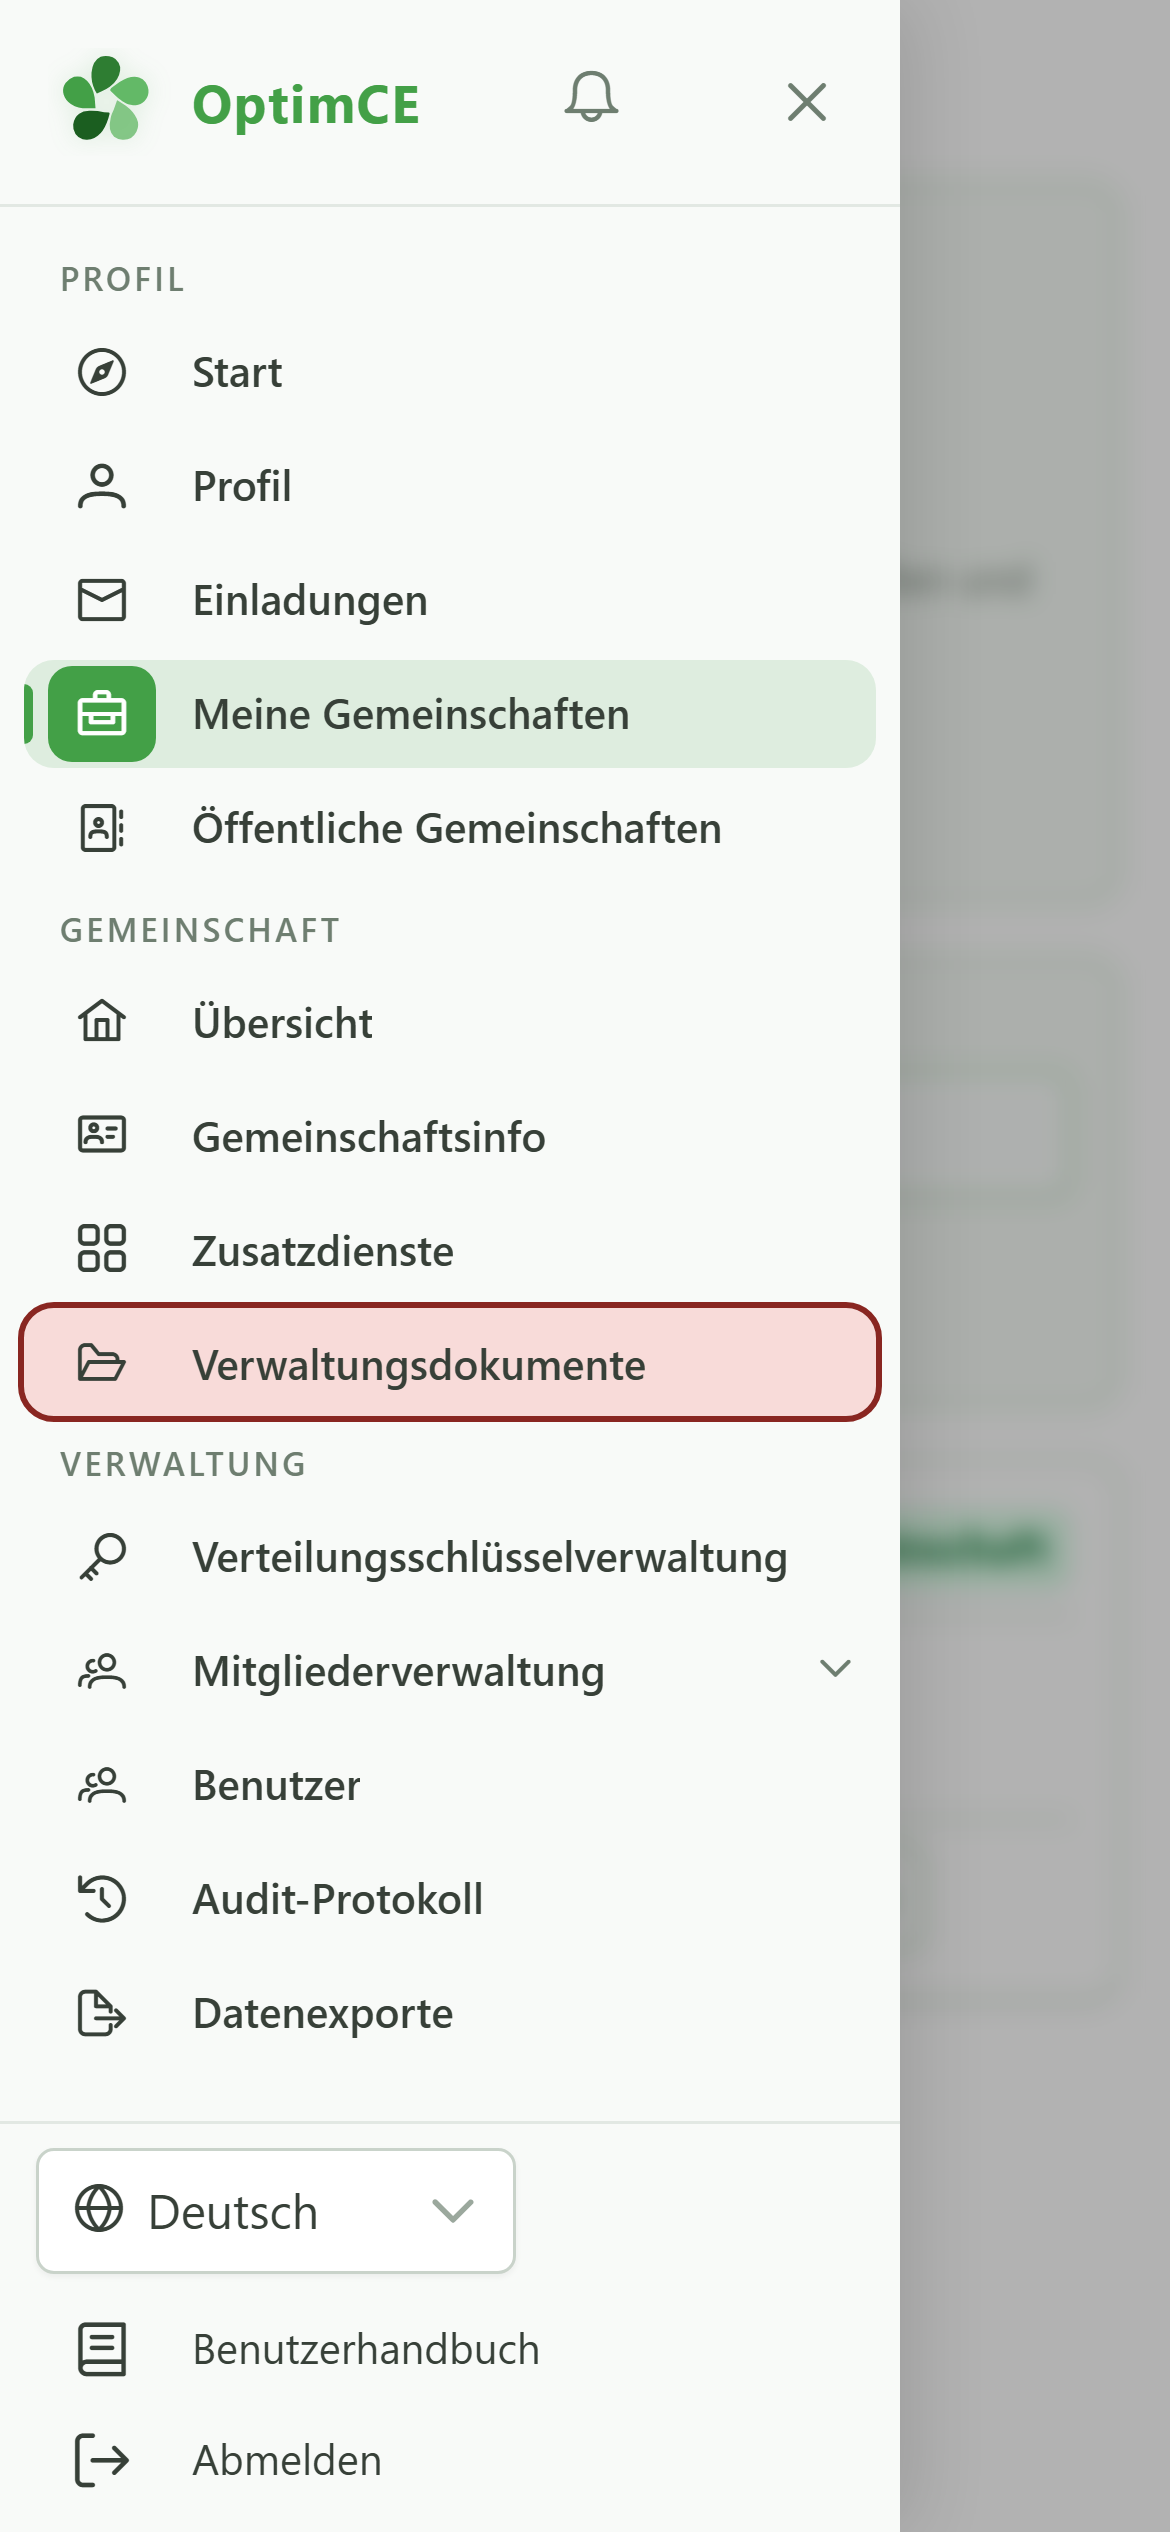 OptimCE
PROFIL
Start
Profil
Einladungen
Meine Gemeinschaften
Öffentliche Gemeinschaften
GEMEINSCHAFT
Übersicht
Gemeinschaftsinfo
Zusatzdienste
Verwaltungsdokumente
VERWALTUNG
Verteilungsschlüsselverwaltung
Mitgliederverwaltung
Benutzer
Audit-Protokoll
Datenexporte
Deutsch
Benutzerhandbuch
Abmelden